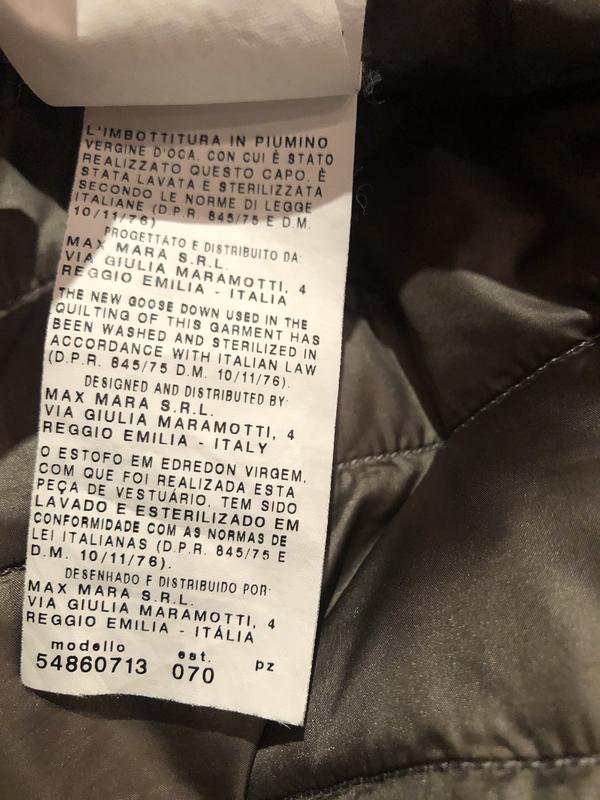 L'IMBOTTITURA IN PIUMINO
VERGINE D'OCA, CON CUI È STATO
REALIZZATO QUESTO CAPO, È
STATA LAVATA E STERILIZZATA
SECONDO LE NORME DI LEGGE
ITALIANE (D.P.R. 845/75 E D.M.
10/11/76)
PROGETTATO E DISTRIBUITO DA:
MAX MARA S.R.L.
VIA GIULIA MARAMOTTI, 4
REGGIO EMILIA - ITALIA
THE NEW GOOSE DOWN USED IN THE
QUILTING OF THIS GARMENT HAS
BEEN WASHED AND STERILIZED IN
ACCORDANCE WITH ITALIAN LAW
(D.P.R. 845/75 D.M. 10/11/76).
DESIGNED AND DISTRIBUTED BY:
MAX MARA S.R.L.
VIA GIULIA MARAMOTTI, 4
REGGIO EMILIA - ITALY
O ESTOFO EM EDREDON VIRGEM,
COM QUE FOI REALIZADA ESTA
PEÇA DE VESTUÁRIO, TEM SIDO
LAVADO E ESTERILIZADO EM
CONFORMIDADE COM AS NORMAS DE
LEI ITALIANAS (D.P.R. 845/75 E
D.M. 10/11/76).
DESENHADO E DISTRIBUIDO POR:
MAX MARA S.R.L.
VIA GIULIA MARAMOTTI, 4
REGGIO EMILIA - ITÁLIA
modello est. pz
54860713 070